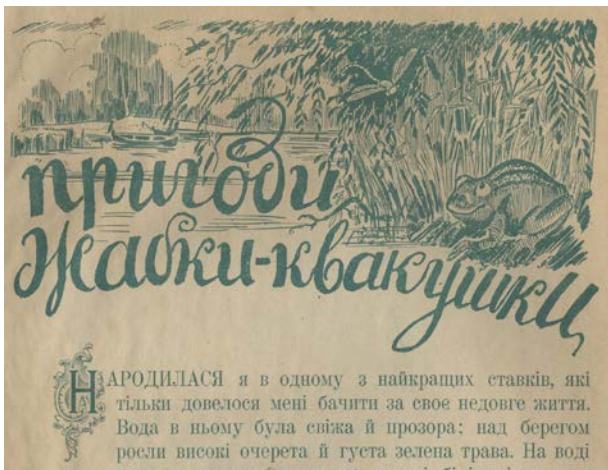 пригоди
Жабки-квакушки
НАРОДИЛАСЯ я в одному з найкращих ставків, які
тільки довелося мені бачити за своє недовге життя.
Вода в ньому була свіжа й прозора: над берегом
росли високі очерета й густа зелена трава. На воді